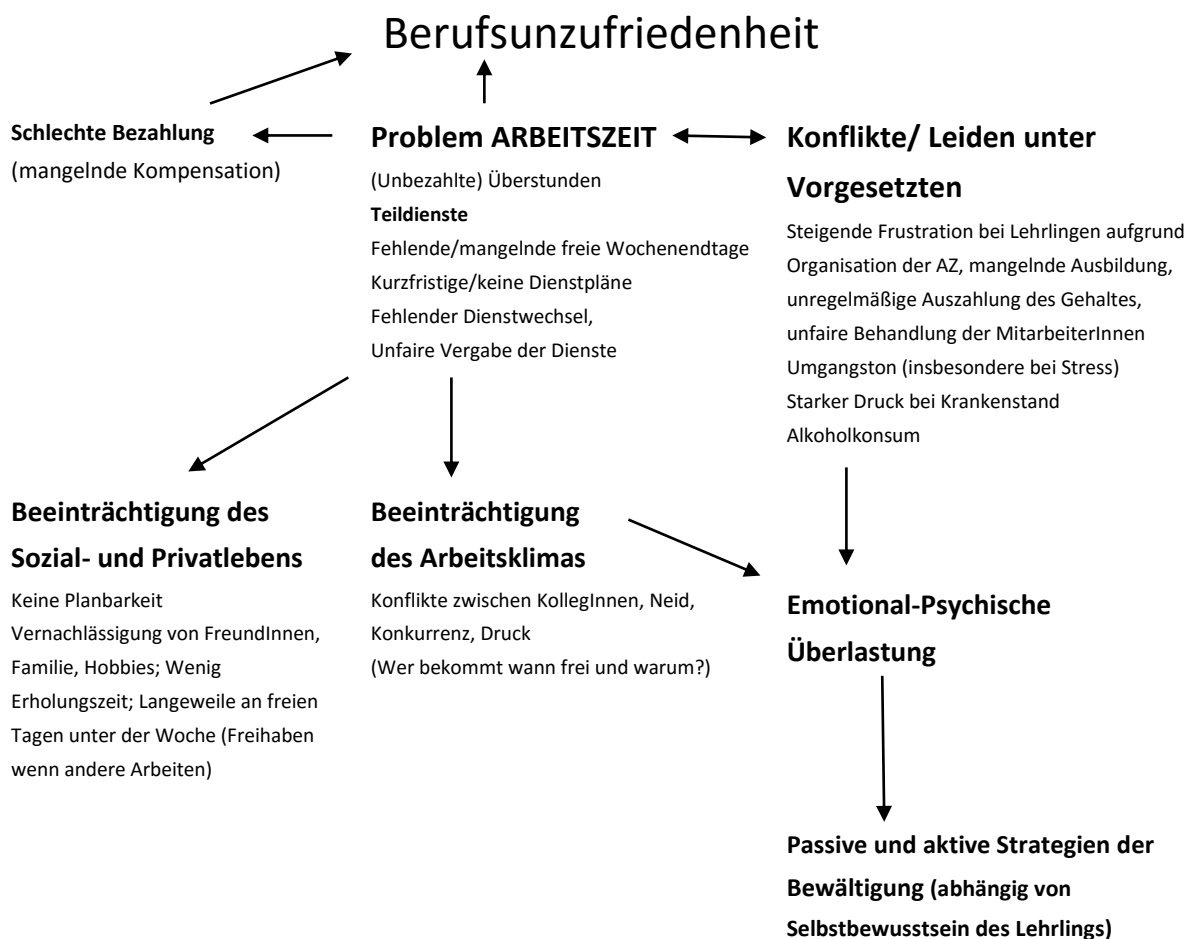 Berufsunzufriedenheit
Schlechte Bezahlung
(mangelnde Kompensation)
Problem ARBEITSZEIT
(Unbezahlte) Überstunden
Teildienste
Fehlende/mangelnde freie Wochenendtage
Kurzfristige/keine Dienstpläne
Fehlender Dienstwechsel,
Unfaire Vergabe der Dienste
Konflikte/ Leiden unter
Vorgesetzten
Steigende Frustration bei Lehrlingen aufgrund
Organisation der AZ, mangelnde Ausbildung,
unregelmäßige Auszahlung des Gehaltes,
unfaire Behandlung der MitarbeiterInnen
Umgangston (insbesondere bei Stress)
Starker Druck bei Krankenstand
Alkoholkonsum
Beeinträchtigung des
Sozial- und Privatlebens
Keine Planbarkeit
Vernachlässigung von FreundInnen,
Familie, Hobbies; Wenig
Erholungszeit; Langeweile an freien
Tagen unter der Woche (Freihaben
wenn andere Arbeiten)
Beeinträchtigung
des Arbeitsklimas
Konflikte zwischen KollegInnen, Neid,
Konkurrenz, Druck
(Wer bekommt wann frei und warum?)
Emotional-Psychische
Überlastung
Passive und aktive Strategien der
Bewältigung (abhängig von
Selbstbewusstsein des Lehrlings)